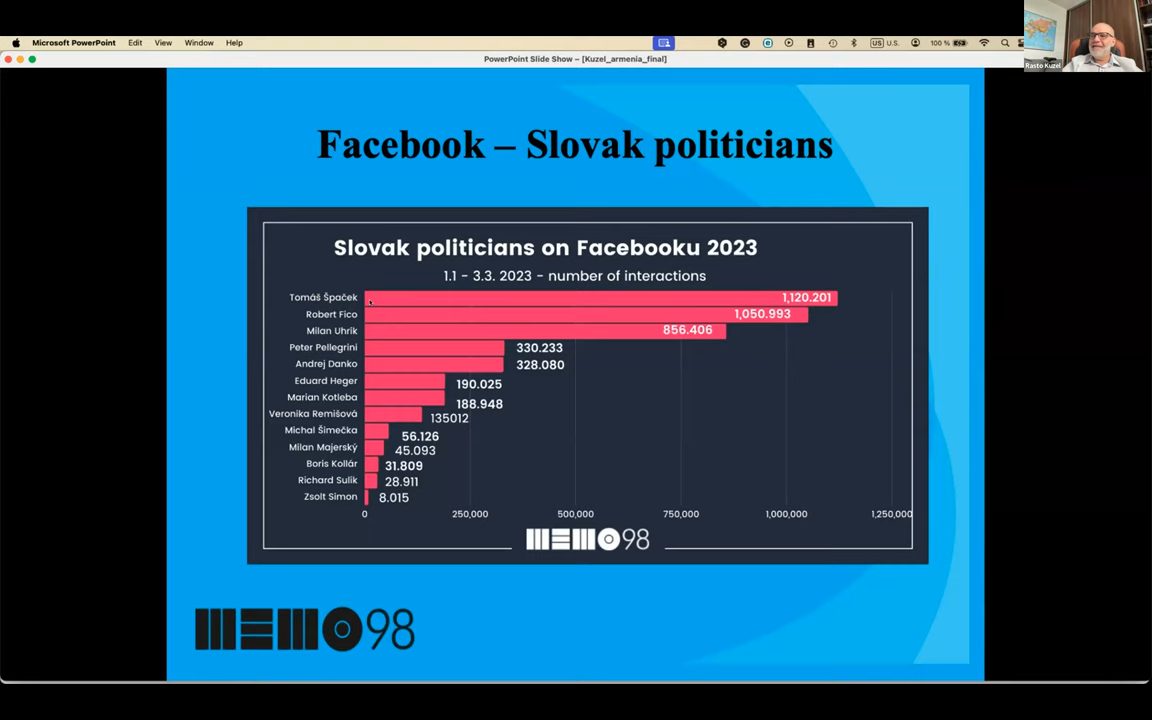 Microsoft PowerPoint Edit View Window Help
US U.S. 100 %
PowerPoint Slide Show – [Kuzel_armenia_final]
Rasto Kuzel
Facebook – Slovak politicians
Slovak politicians on Facebooku 2023
1.1 - 3.3. 2023 - number of interactions
Tomáš Špaček 1,120.201
Robert Fico 1,050.993
Milan Uhrík 856.406
Peter Pellegrini 330.233
Andrej Danko 328.080
Eduard Heger 190.025
Marian Kotleba 188.948
Veronika Remišová 135012
Michal Šimečka 56.126
Milan Majerský 45.093
Boris Kollár 31.809
Richard Sulík 28.911
Zsolt Simon 8.015
0 250,000 500,000 750,000 1,000,000 1,250,000
MEMO98
MEMO98